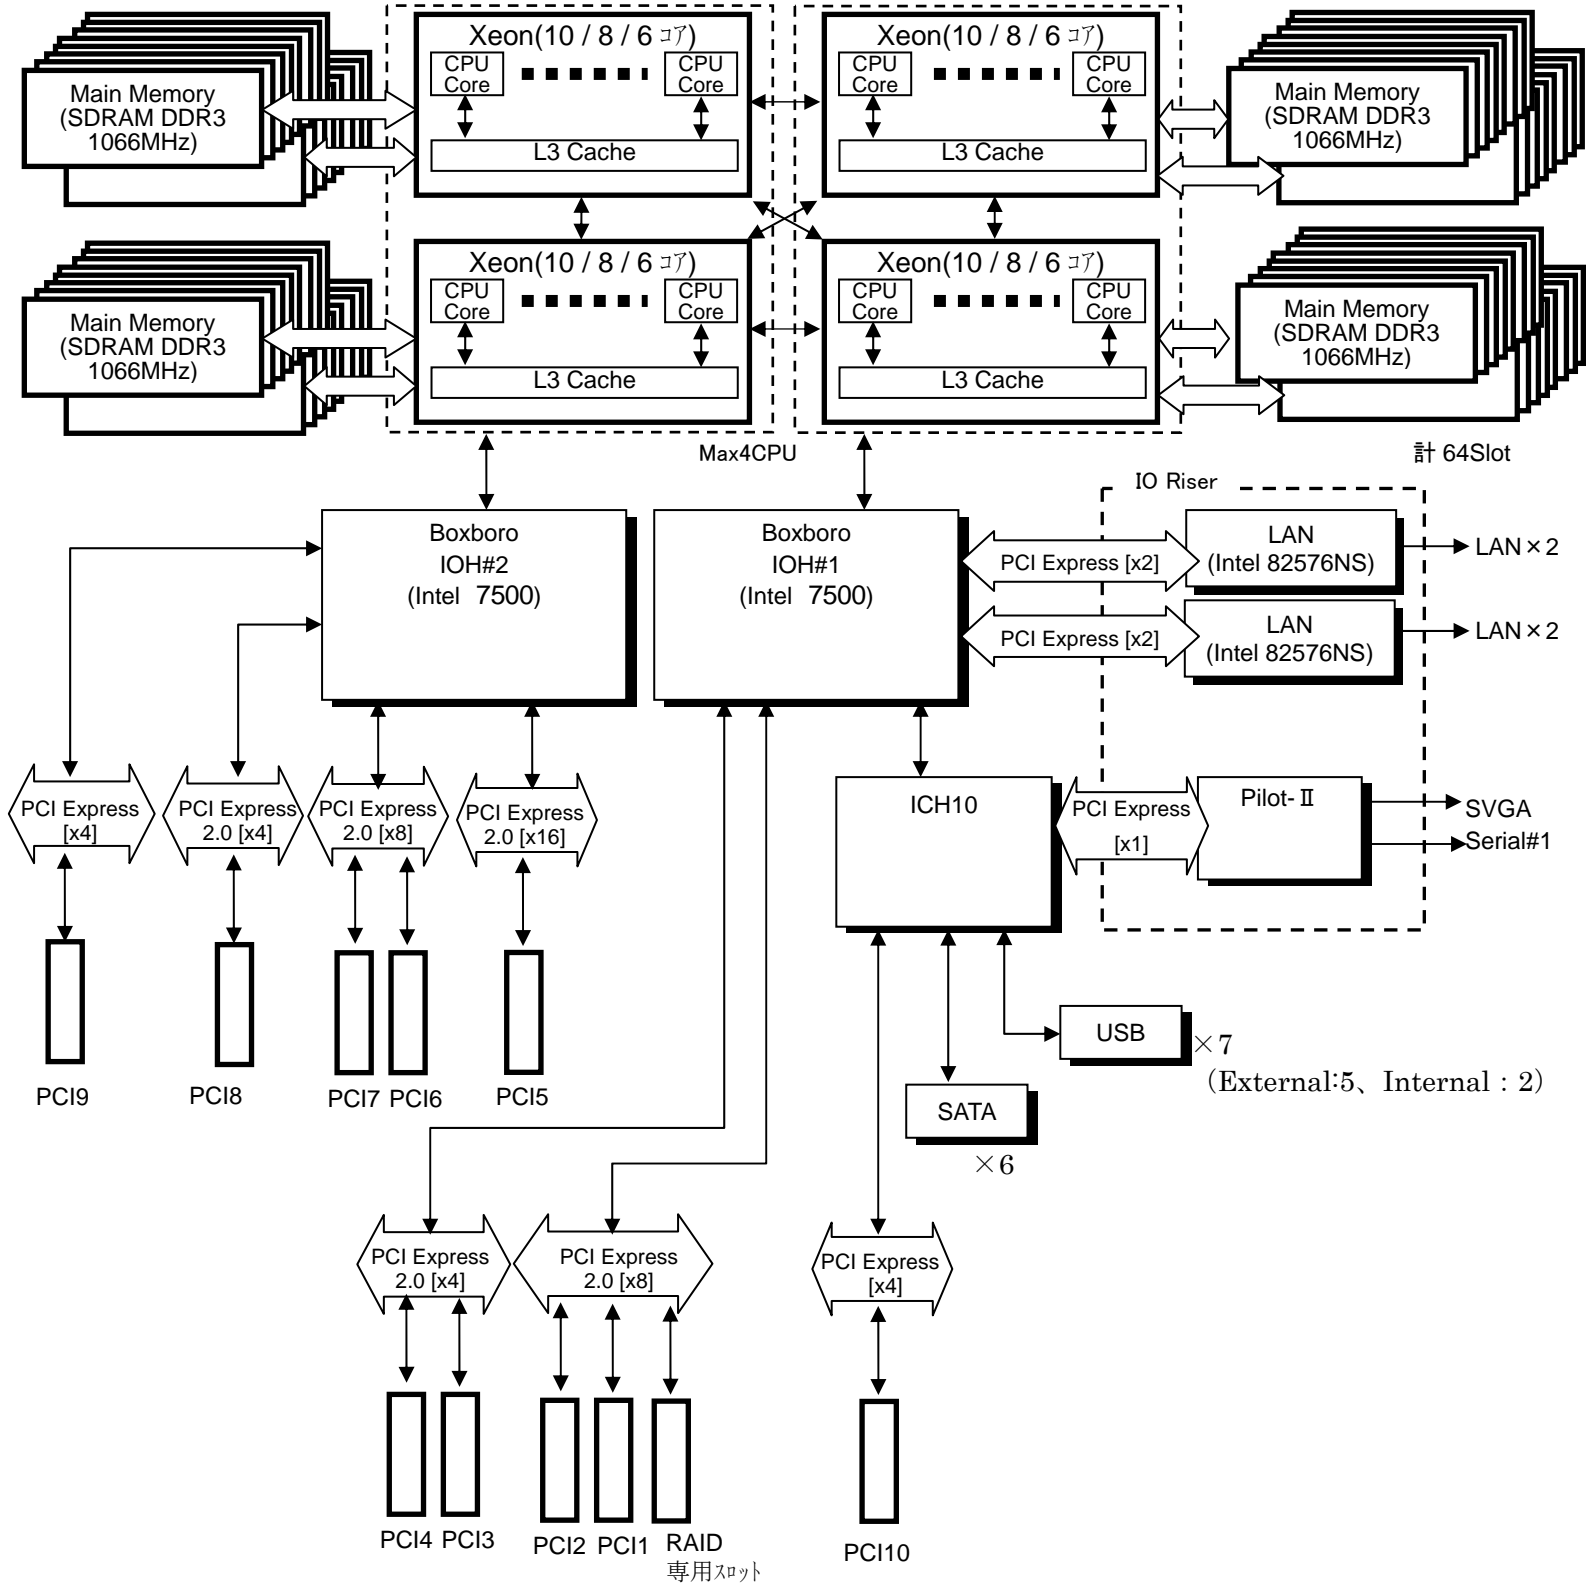 Xeon(10 / 8 / 6 コア)
CPU
Core
CPU
Core
L3 Cache
Xeon(10 / 8 / 6 コア)
CPU
Core
CPU
Core
L3 Cache
Main Memory
(SDRAM DDR3
1066MHz)
Main Memory
(SDRAM DDR3
1066MHz)
Xeon(10 / 8 / 6 コア)
CPU
Core
CPU
Core
L3 Cache
Xeon(10 / 8 / 6 コア)
CPU
Core
CPU
Core
L3 Cache
Main Memory
(SDRAM DDR3
1066MHz)
Main Memory
(SDRAM DDR3
1066MHz)
Max4CPU
計 64Slot
IO Riser
Boxboro
IOH#2
(Intel 7500)
Boxboro
IOH#1
(Intel 7500)
PCI Express [x2]
LAN
(Intel 82576NS)
LAN×2
PCI Express [x2]
LAN
(Intel 82576NS)
LAN×2
PCI Express
[x4]
PCI Express
2.0 [x4]
PCI Express
2.0 [x8]
PCI Express
2.0 [x16]
ICH10
PCI Express
[x1]
Pilot-Ⅱ
SVGA
Serial#1
PCI9
PCI8
PCI7
PCI6
PCI5
USB
×7
(External:5、Internal：2)
SATA
×6
PCI Express
2.0 [x4]
PCI Express
2.0 [x8]
PCI Express
[x4]
PCI4
PCI3
PCI2
PCI1
RAID
専用スロット
PCI10